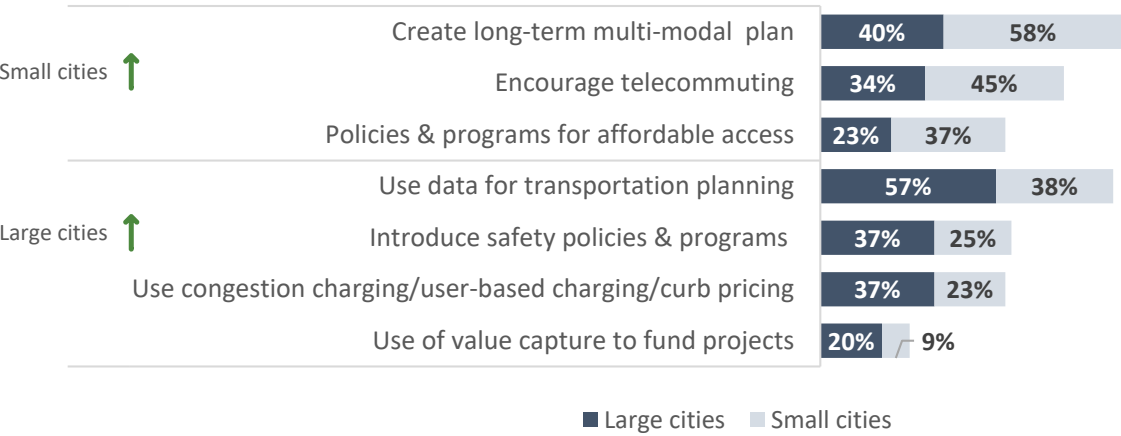 Create long-term multi-modal plan 40% 58%
Small cities ↑ Encourage telecommuting 34% 45%
Policies & programs for affordable access 23% 37%
Use data for transportation planning 57% 38%
Large cities ↑ Introduce safety policies & programs 37% 25%
Use congestion charging/user-based charging/curb pricing 37% 23%
Use of value capture to fund projects 20% 9%
Large cities Small cities